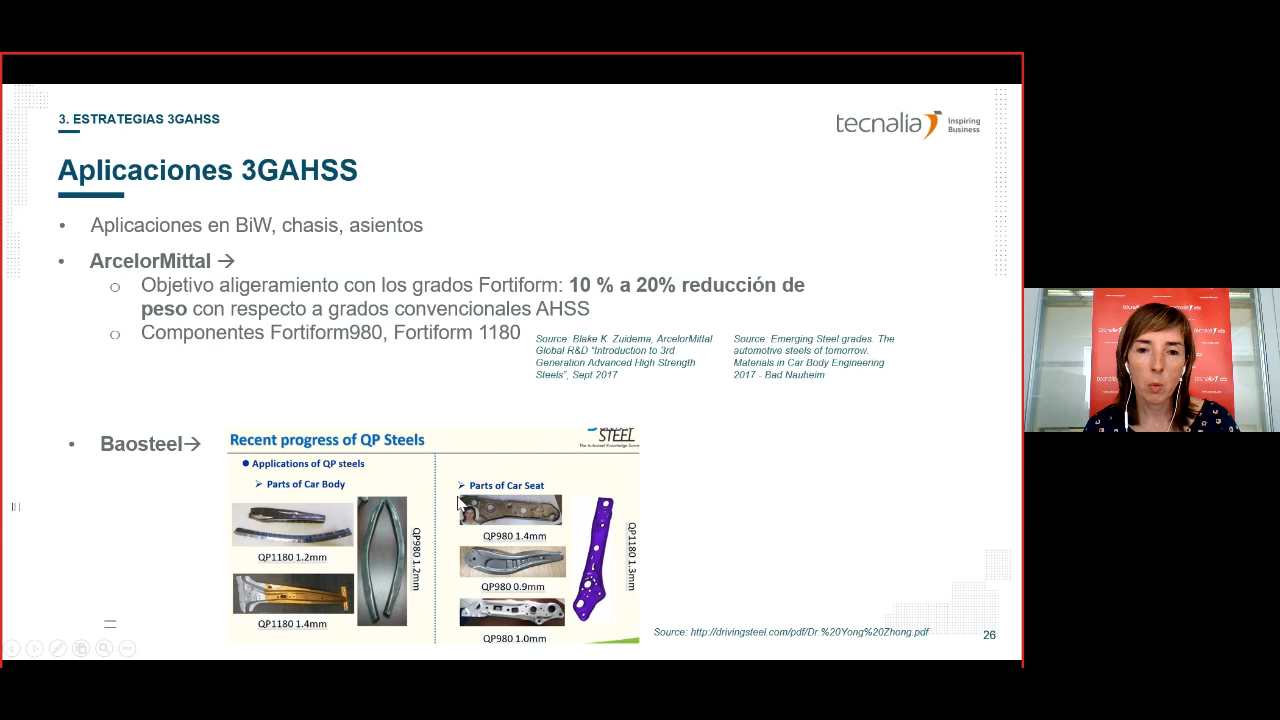 3. ESTRATEGIAS 3GAHSS
tecnalia
Inspiring
Business
Aplicaciones 3GAHSS
• Aplicaciones en BiW, chasis, asientos
• ArcelorMittal →
o Objetivo aligeramiento con los grados Fortiform: 10 % a 20% reducción de
peso con respecto a grados convencionales AHSS
o Componentes Fortiform980, Fortiform 1180
Source: Blake K. Zuidema, ArcelorMittal
Global R&D "Introduction to 3rd
Generation Advanced High Strength
Steels", Sept 2017
Source: Emerging Steel grades. The
automotive steels of tomorrow.
Materials in Car Body Engineering
2017 - Bad Nauheim
• Baosteel→
Recent progress of QP Steels
STEEL
Applications of QP steels
➢ Parts of Car Body
QP1180 1.2mm
QP1180 1.4mm
QP980 1.2mm
➢ Parts of Car Seat
QP980 1.4mm
QP980 0.9mm
QP980 1.0mm
QP1180 1.3mm
Source: http://drivingsteel.com/pdf/Dr.%20Yong%20Zhong.pdf
26
tecnalia
tecnalia